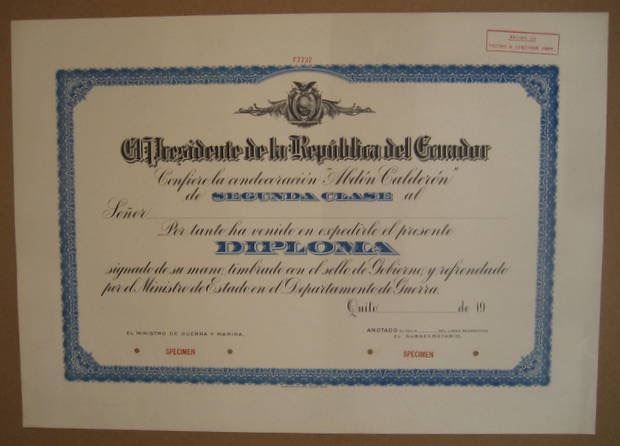 F7737
El Presidente de la República del Ecuador
Confiere la condecoración "Abdón Calderón"
de SEGUNDA CLASE al
Señor
Por tanto ha venido en expedirle el presente
DIPLOMA
signado de su mano, timbrado con el sello de Gobierno, y refrendado
por el Ministro de Estado en el Departamento de Guerra.
Quito de 19
EL MINISTRO DE GUERRA Y MARINA,
ANOTADO
EL SUBSECRETARIO,
SPECIMEN
SPECIMEN